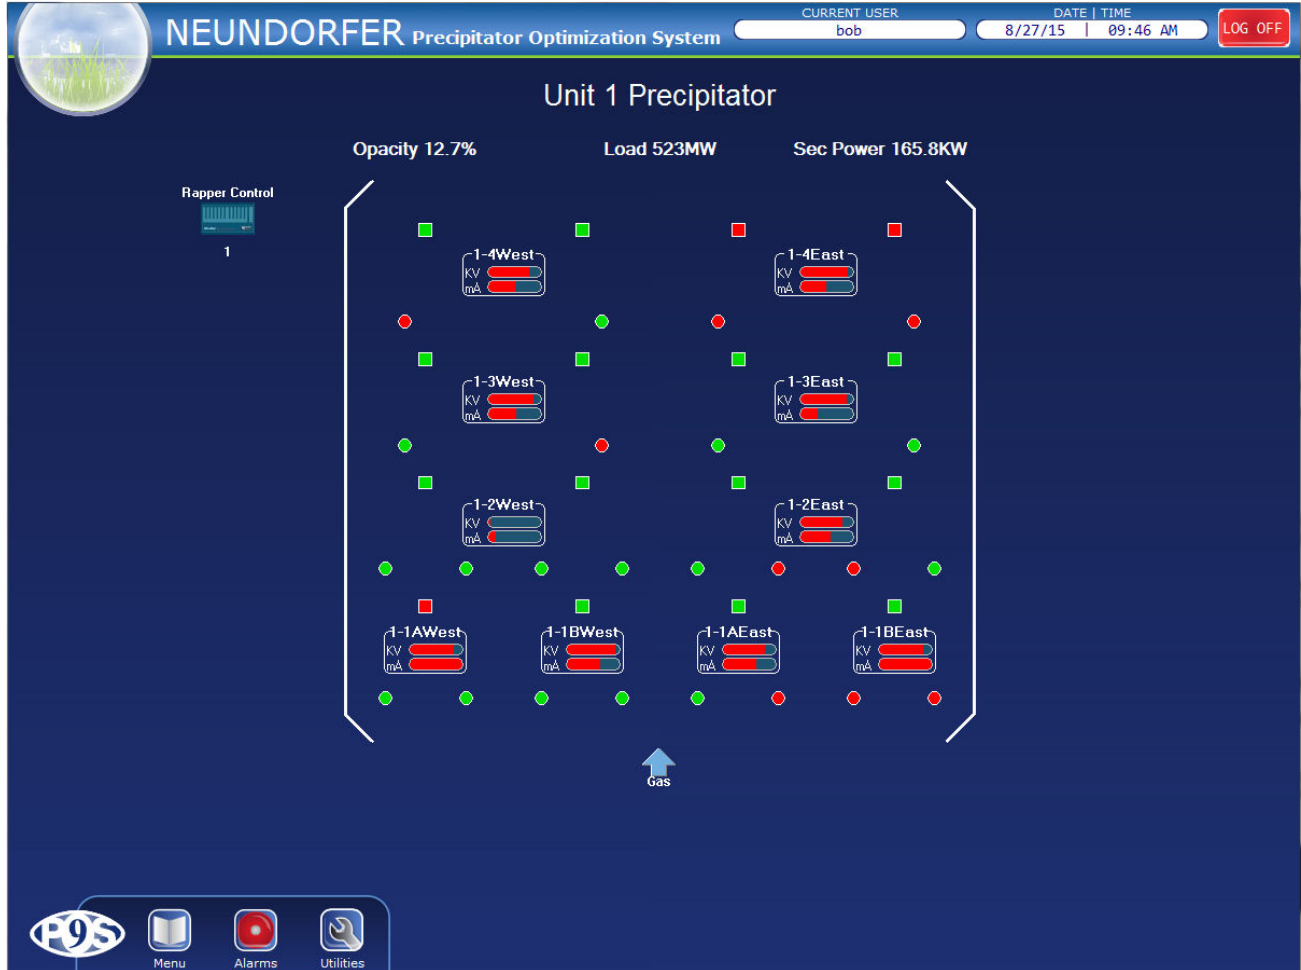 CURRENT USER
DATE | TIME
NEUNDORFER Precipitator Optimization System
bob
8/27/15 | 09:46 AM
LOG OFF
Unit 1 Precipitator
Opacity 12.7% Load 523MW Sec Power 165.8KW
Rapper Control
1
1-4West
KV
mA
1-4East
KV
mA
1-3West
KV
mA
1-3East
KV
mA
1-2West
KV
mA
1-2East
KV
mA
1-1AWest
KV
mA
1-1BWest
KV
mA
1-1AEast
KV
mA
1-1BEast
KV
mA
Gas
P9S
Menu Alarms Utilities